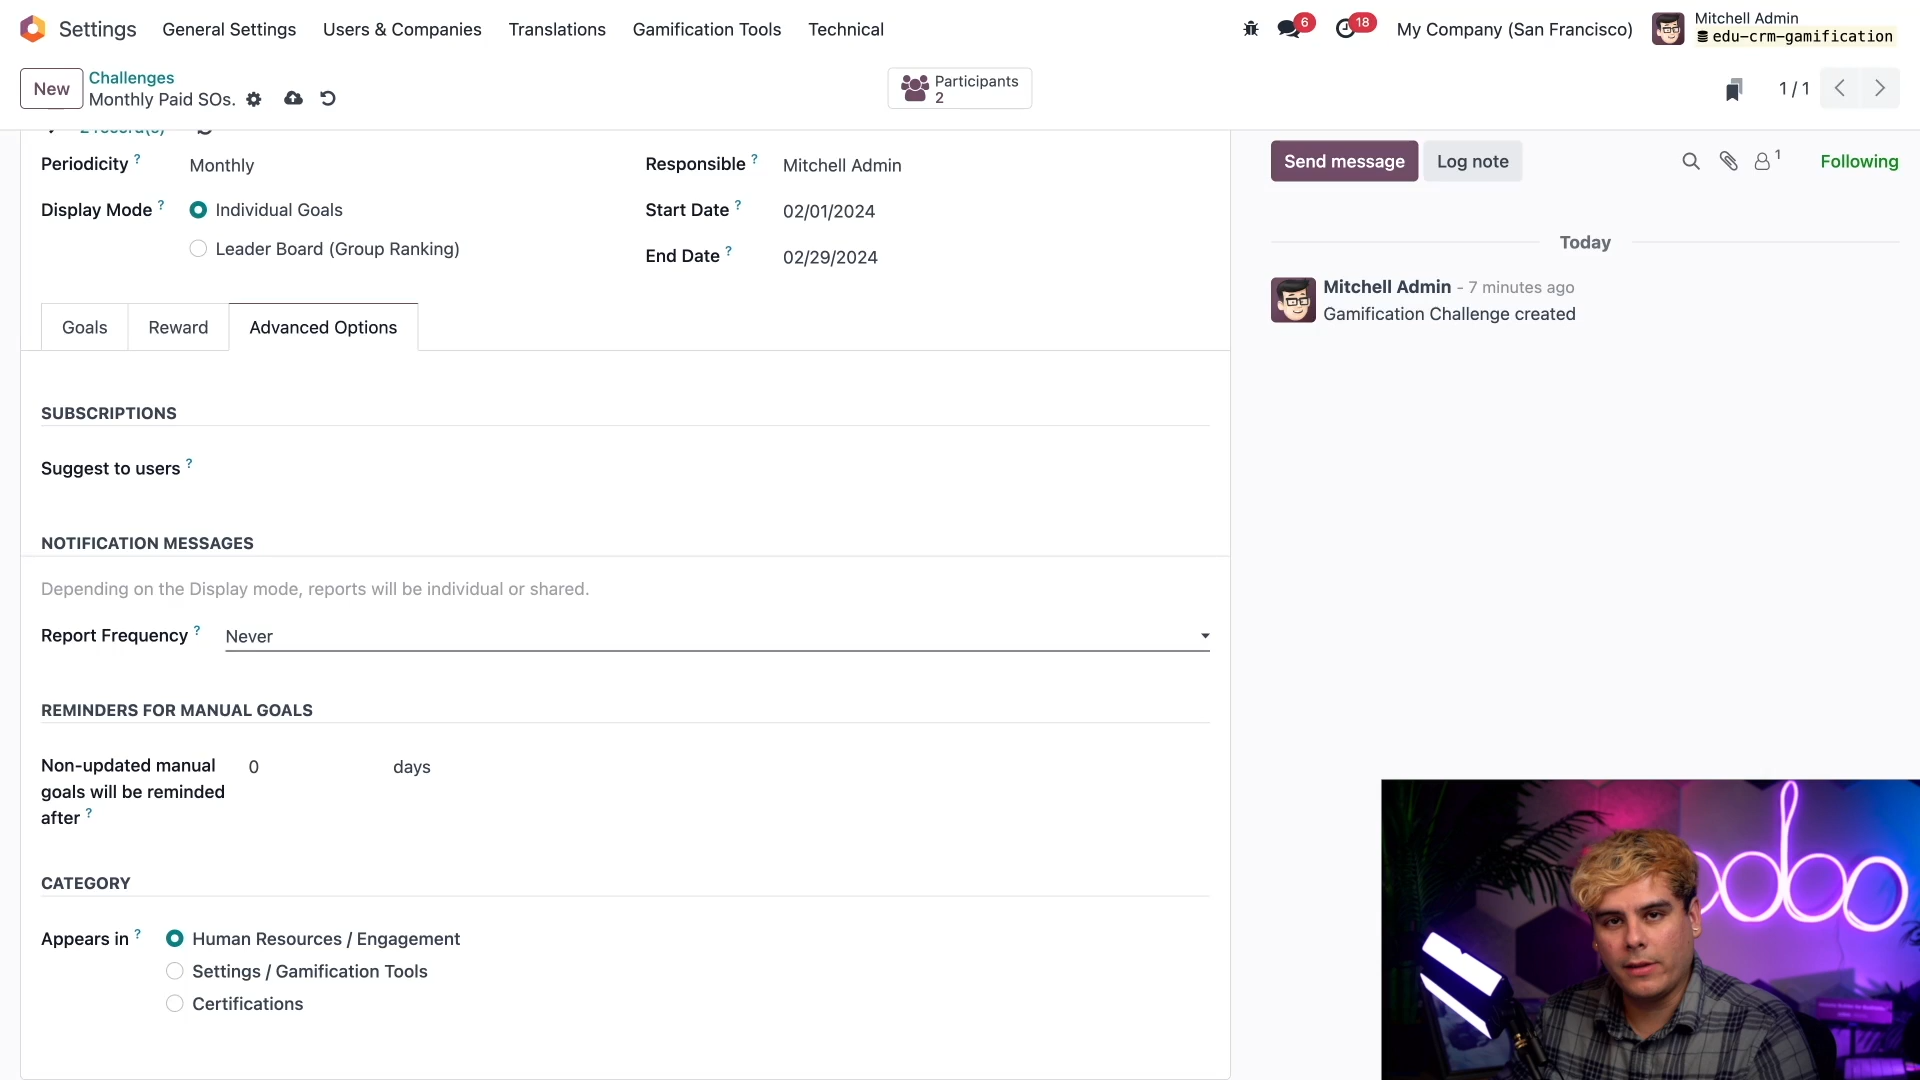 Settings General Settings Users & Companies Translations Gamification Tools Technical 6 18 My Company (San Francisco) Mitchell Admin
edu-crm-gamification
New Challenges
Monthly Paid SOs.
Participants
2
1 / 1
Periodicity ? Monthly
Responsible ? Mitchell Admin
Display Mode ? Individual Goals
Leader Board (Group Ranking)
Start Date ? 02/01/2024
End Date ? 02/29/2024
Goals Reward Advanced Options
SUBSCRIPTIONS
Suggest to users ?
NOTIFICATION MESSAGES
Depending on the Display mode, reports will be individual or shared.
Report Frequency ? Never
REMINDERS FOR MANUAL GOALS
Non-updated manual
goals will be reminded
after ?
0 days
CATEGORY
Appears in ? Human Resources / Engagement
Settings / Gamification Tools
Certifications
Send message Log note 1 Following
Today
Mitchell Admin - 7 minutes ago
Gamification Challenge created
odoo